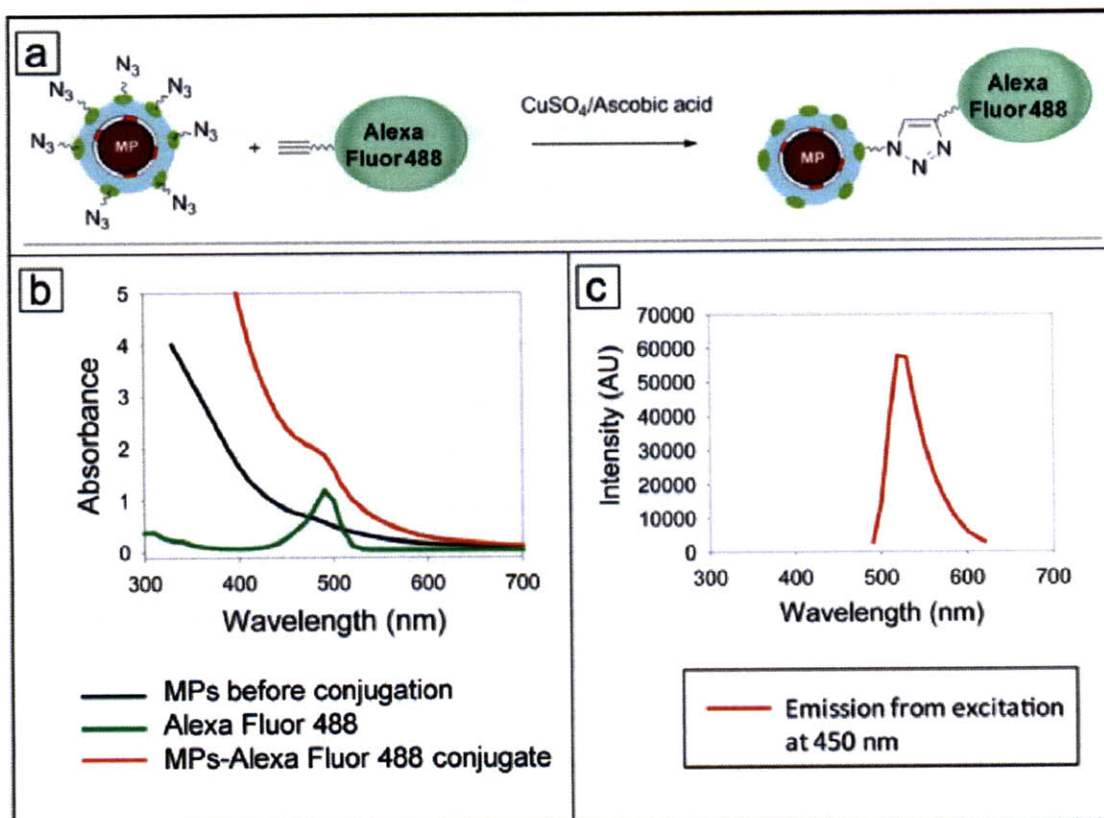 a
N3
N3
N3
N3
N3
N3
N3
N3
MP
+
Alexa
Fluor 488
CuSO4/Ascobic acid
MP
N
N
N
Alexa
Fluor 488
b
Absorbance
5
4
3
2
1
0
300 400 500 600 700
Wavelength (nm)
MPs before conjugation
Alexa Fluor 488
MPs-Alexa Fluor 488 conjugate
c
Intensity (AU)
70000
60000
50000
40000
30000
20000
10000
0
300 400 500 600 700
Wavelength (nm)
Emission from excitation
at 450 nm